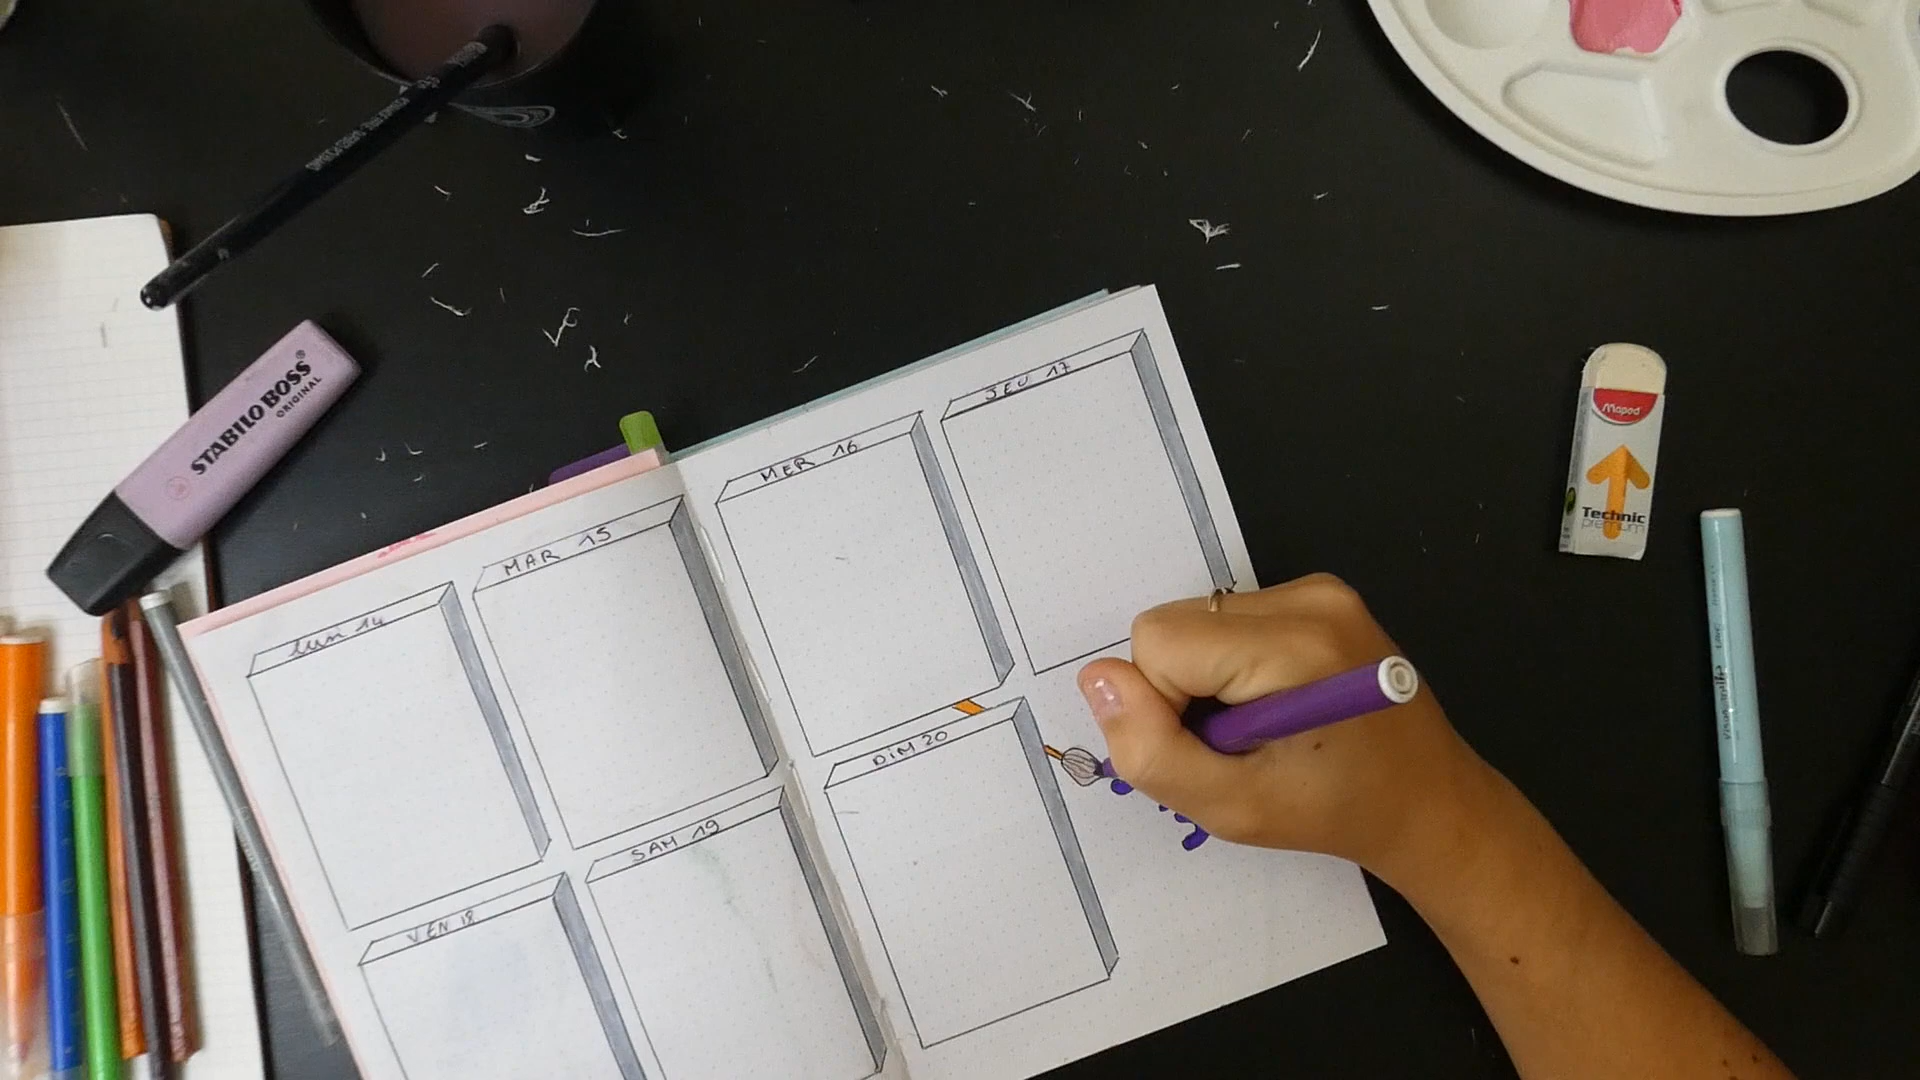 STABILO BOSS®
ORIGINAL
lun 14
MAR 15
MER 16
JEU 17
VEN 18
SAM 19
DIM 20
Maped
Technic
premium